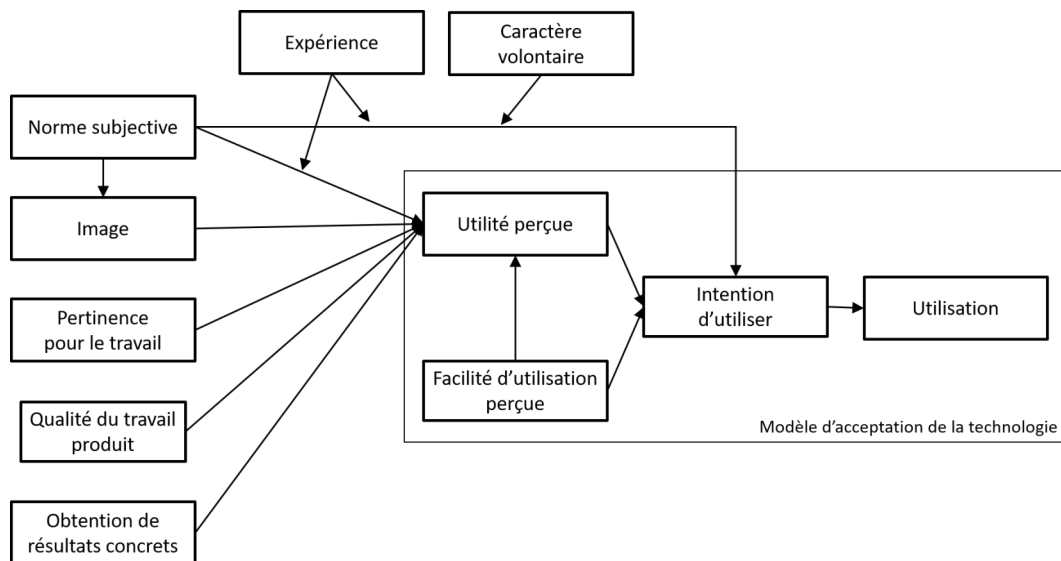 Expérience
Caractère
volontaire
Norme subjective
Image
Utilité perçue
Intention
d’utiliser
Utilisation
Pertinence
pour le travail
Facilité d’utilisation
perçue
Qualité du travail
produit
Modèle d’acceptation de la technologie
Obtention de
résultats concrets